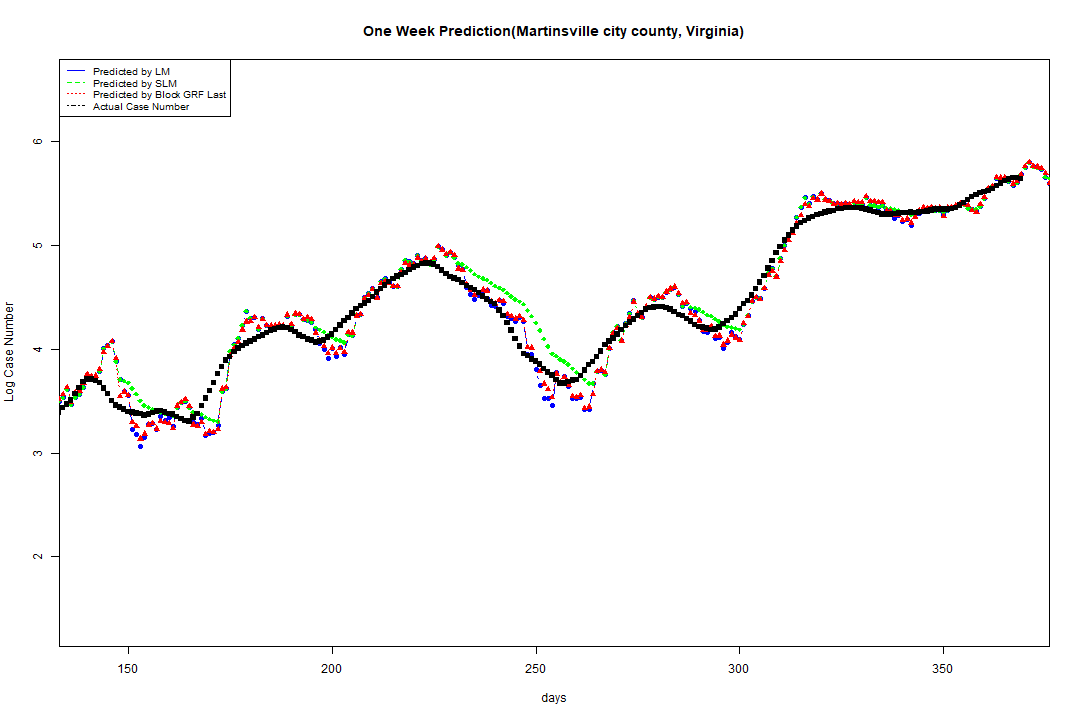 One Week Prediction(Martinsville city county, Virginia)
Predicted by LM
Predicted by SLM
Predicted by Block GRF Last
Actual Case Number
6
5
4
3
2
Log Case Number
150
200
250
300
350
days